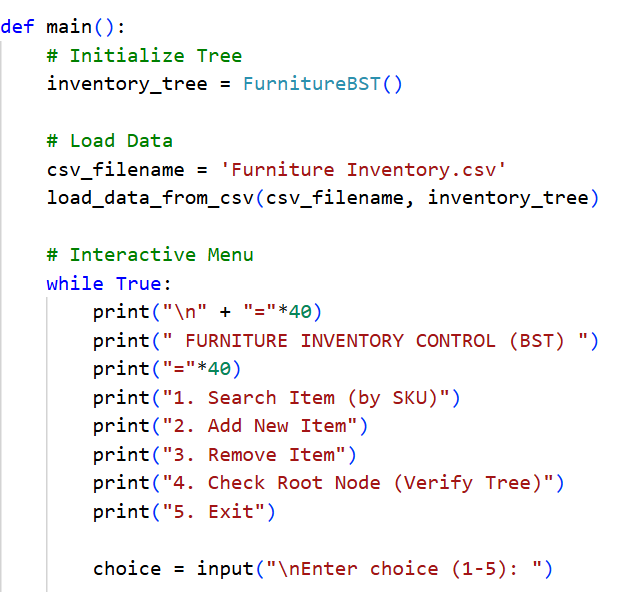 def main():
    # Initialize Tree
    inventory_tree = FurnitureBST()

    # Load Data
    csv_filename = 'Furniture Inventory.csv'
    load_data_from_csv(csv_filename, inventory_tree)

    # Interactive Menu
    while True:
        print("\n" + "="*40)
        print(" FURNITURE INVENTORY CONTROL (BST) ")
        print("="*40)
        print("1. Search Item (by SKU)")
        print("2. Add New Item")
        print("3. Remove Item")
        print("4. Check Root Node (Verify Tree)")
        print("5. Exit")

        choice = input("\nEnter choice (1-5): ")